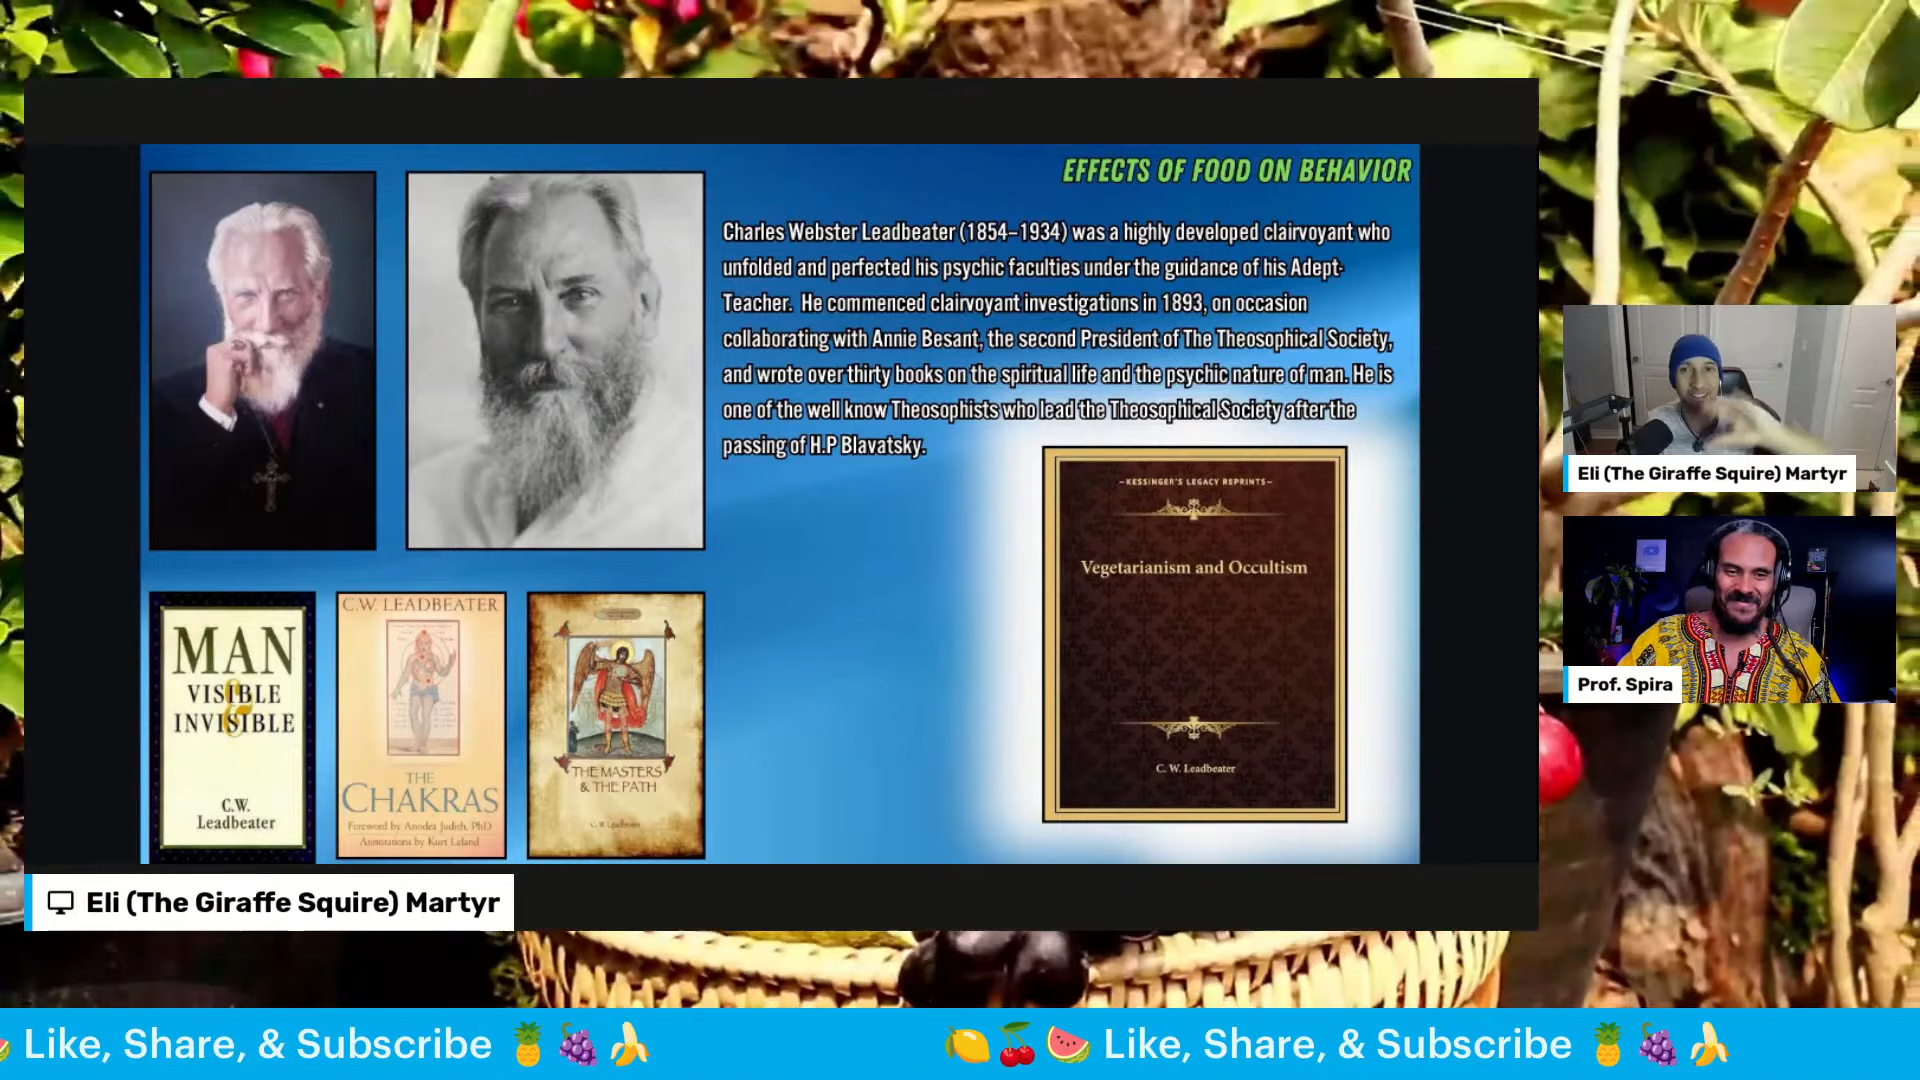 EFFECTS OF FOOD ON BEHAVIOR
Charles Webster Leadbeater (1854–1934) was a highly developed clairvoyant who
unfolded and perfected his psychic faculties under the guidance of his Adept-
Teacher. He commenced clairvoyant investigations in 1893, on occasion
collaborating with Annie Besant, the second President of The Theosophical Society,
and wrote over thirty books on the spiritual life and the psychic nature of man. He is
one of the well know Theosophists who lead the Theosophical Society after the
passing of H.P Blavatsky.
-KESSINGER'S LEGACY REPRINTS-
Vegetarianism and Occultism
C. W. Leadbeater
MAN
&
VISIBLE
INVISIBLE
C.W.
Leadbeater
C.W. LEADBEATER
THE
CHAKRAS
Foreword by Anodea Judith, PhD
Annotations by Kurt Leland
THE MASTERS
& THE PATH
C. W. Leadbeater
Eli (The Giraffe Squire) Martyr
Prof. Spira
Eli (The Giraffe Squire) Martyr
Like, Share, & Subscribe 🍍 🍇 🍌
🍋 🍒 🍉 Like, Share, & Subscribe 🍍 🍇 🍌